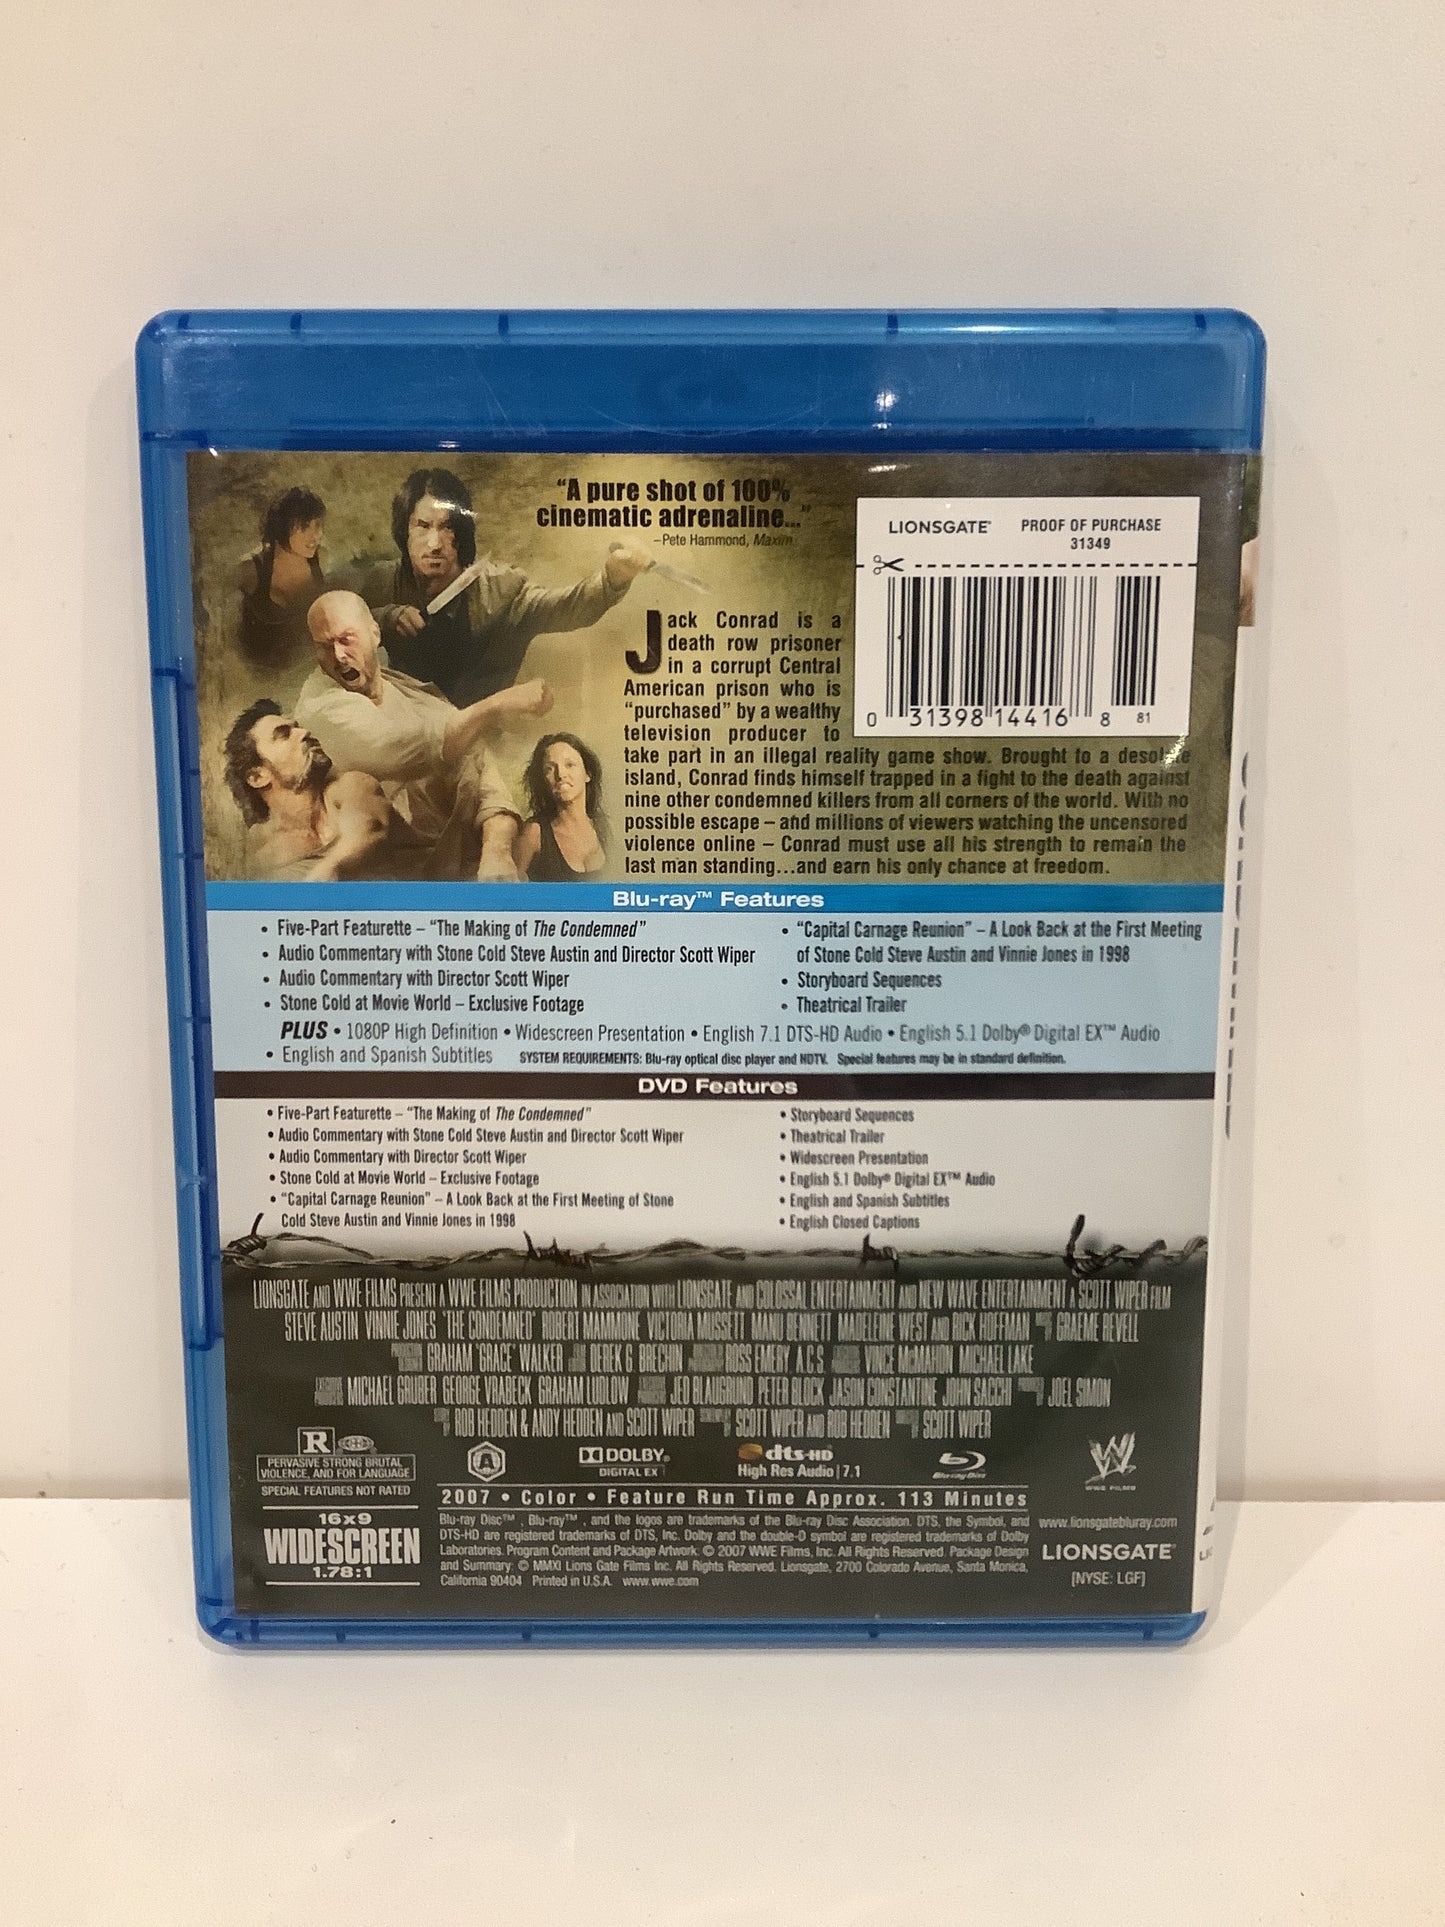 "A pure shot of 100%
cinematic adrenaline..."
–Pete Hammond, Maxim
LIONSGATE
PROOF OF PURCHASE
31349
0 31398 14416 8 81
Jack Conrad is a
death row prisoner
in a corrupt Central
American prison who is
"purchased" by a wealthy
television producer to
take part in an illegal reality game show. Brought to a desolate
island, Conrad finds himself trapped in a fight to the death against
nine other condemned killers from all corners of the world. With no
possible escape – and millions of viewers watching the uncensored
violence online – Conrad must use all his strength to remain the
last man standing...and earn his only chance at freedom.
Blu-ray™ Features
• Five-Part Featurette – "The Making of The Condemned"
• Audio Commentary with Stone Cold Steve Austin and Director Scott Wiper
• Audio Commentary with Director Scott Wiper
• Stone Cold at Movie World – Exclusive Footage
• "Capital Carnage Reunion" – A Look Back at the First Meeting
of Stone Cold Steve Austin and Vinnie Jones in 1998
• Storyboard Sequences
• Theatrical Trailer
PLUS • 1080P High Definition • Widescreen Presentation • English 7.1 DTS-HD Audio • English 5.1 Dolby® Digital EX™ Audio
• English and Spanish Subtitles SYSTEM REQUIREMENTS: Blu-ray optical disc player and HDTV. Special features may be in standard definition.
DVD Features
• Five-Part Featurette – "The Making of The Condemned"
• Audio Commentary with Stone Cold Steve Austin and Director Scott Wiper
• Audio Commentary with Director Scott Wiper
• Stone Cold at Movie World – Exclusive Footage
• "Capital Carnage Reunion" – A Look Back at the First Meeting of Stone
Cold Steve Austin and Vinnie Jones in 1998
• Storyboard Sequences
• Theatrical Trailer
• Widescreen Presentation
• English 5.1 Dolby® Digital EX™ Audio
• English and Spanish Subtitles
• English Closed Captions
LIONSGATE AND WWE FILMS PRESENT A WWE FILMS PRODUCTION IN ASSOCIATION WITH LIONSGATE AND COLOSSAL ENTERTAINMENT AND NEW WAVE ENTERTAINMENT A SCOTT WIPER FILM
STEVE AUSTIN VINNIE JONES "THE CONDEMNED" ROBERT MAMMONE VICTORIA MUSSETT MANU BENNETT MADELEINE WEST AND RICK HOFFMAN GRAEME REVELL
GRAHAM 'GRACE' WALKER DEREK G. BRECHIN ROSS EMERY, A.C.S. VINCE McMAHON MICHAEL LAKE
MICHAEL GRUBER GEORGE VRABECK GRAHAM LUDLOW JED BLAUGRUND PETER BLOCK JASON CONSTANTINE JOHN SACCHI JOEL SIMON
ROB HEDDEN & ANDY HEDDEN AND SCOTT WIPER SCOTT WIPER AND ROB HEDDEN SCOTT WIPER
R
PERVASIVE STRONG BRUTAL
VIOLENCE, AND FOR LANGUAGE
SPECIAL FEATURES NOT RATED
A
DOLBY
DIGITAL EX
dts-HD
High Res Audio | 7.1
Blu-ray Disc
WWE FILMS
16x9
WIDESCREEN
1.78:1
2007 • Color • Feature Run Time Approx. 113 Minutes
Blu-ray Disc™, Blu-ray™, and the logos are trademarks of the Blu-ray Disc Association. DTS, the Symbol, and
DTS-HD are registered trademarks of DTS, Inc. Dolby and the double-D symbol are registered trademarks of Dolby
Laboratories. Program Content and Package Artwork: © 2007 WWE Films, Inc. All Rights Reserved. Package Design
and Summary: © MMXI Lions Gate Films Inc. All Rights Reserved. Lionsgate, 2700 Colorado Avenue, Santa Monica,
California 90404 Printed in U.S.A. www.wwe.com
www.lionsgatebluray.com
LIONSGATE
[NYSE: LGF]